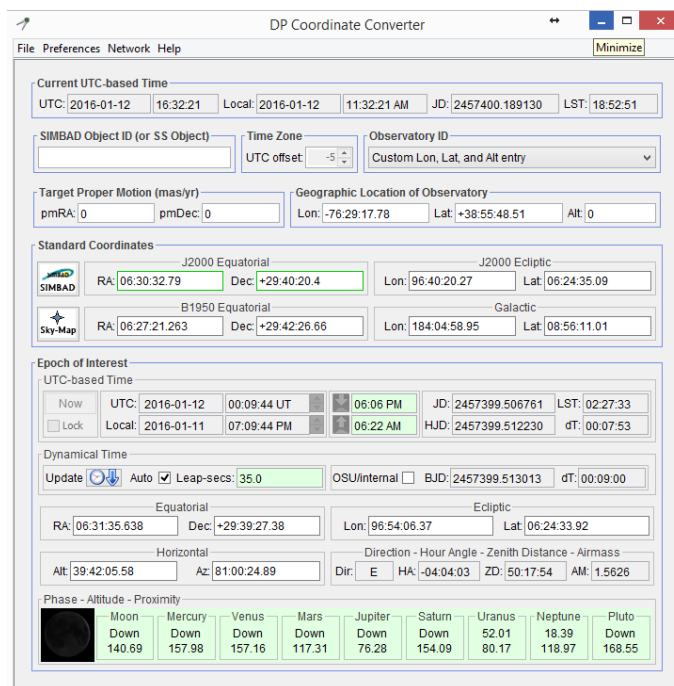 DP Coordinate Converter
File Preferences Network Help
Minimize
Current UTC-based Time
UTC: 2016-01-12 16:32:21 Local: 2016-01-12 11:32:21 AM JD: 2457400.189130 LST: 18:52:51
SIMBAD Object ID (or SS Object) Time Zone Observatory ID
UTC offset: -5 Custom Lon, Lat, and Alt entry
Target Proper Motion (mas/yr) Geographic Location of Observatory
pmRA: 0 pmDec: 0 Lon: -76:29:17.78 Lat: +38:55:48.51 Alt: 0
Standard Coordinates
J2000 Equatorial J2000 Ecliptic
SIMBAD RA: 06:30:32.79 Dec: +29:40:20.4 Lon: 96:40:20.27 Lat: 06:24:35.09
B1950 Equatorial Galactic
Sky-Map RA: 06:27:21.263 Dec: +29:42:26.66 Lon: 184:04:58.95 Lat: 08:56:11.01
Epoch of Interest
UTC-based Time
Now UTC: 2016-01-12 00:09:44 UT 06:06 PM JD: 2457399.506761 LST: 02:27:33
Lock Local: 2016-01-11 07:09:44 PM 06:22 AM HJD: 2457399.512230 dT: 00:07:53
Dynamical Time
Update Auto Leap-secs: 35.0 OSU/internal BJD: 2457399.513013 dT: 00:09:00
Equatorial Ecliptic
RA: 06:31:35.638 Dec: +29:39:27.38 Lon: 96:54:06.37 Lat: 06:24:33.92
Horizontal Direction - Hour Angle - Zenith Distance - Airmass
Alt: 39:42:05.58 Az: 81:00:24.89 Dir: E HA: -04:04:03 ZD: 50:17:54 AM: 1.5626
Phase - Altitude - Proximity
Moon Mercury Venus Mars Jupiter Saturn Uranus Neptune Pluto
Down Down Down Down Down Down 52.01 18.39 Down
140.69 157.98 157.16 117.31 76.28 154.09 80.17 118.97 168.55